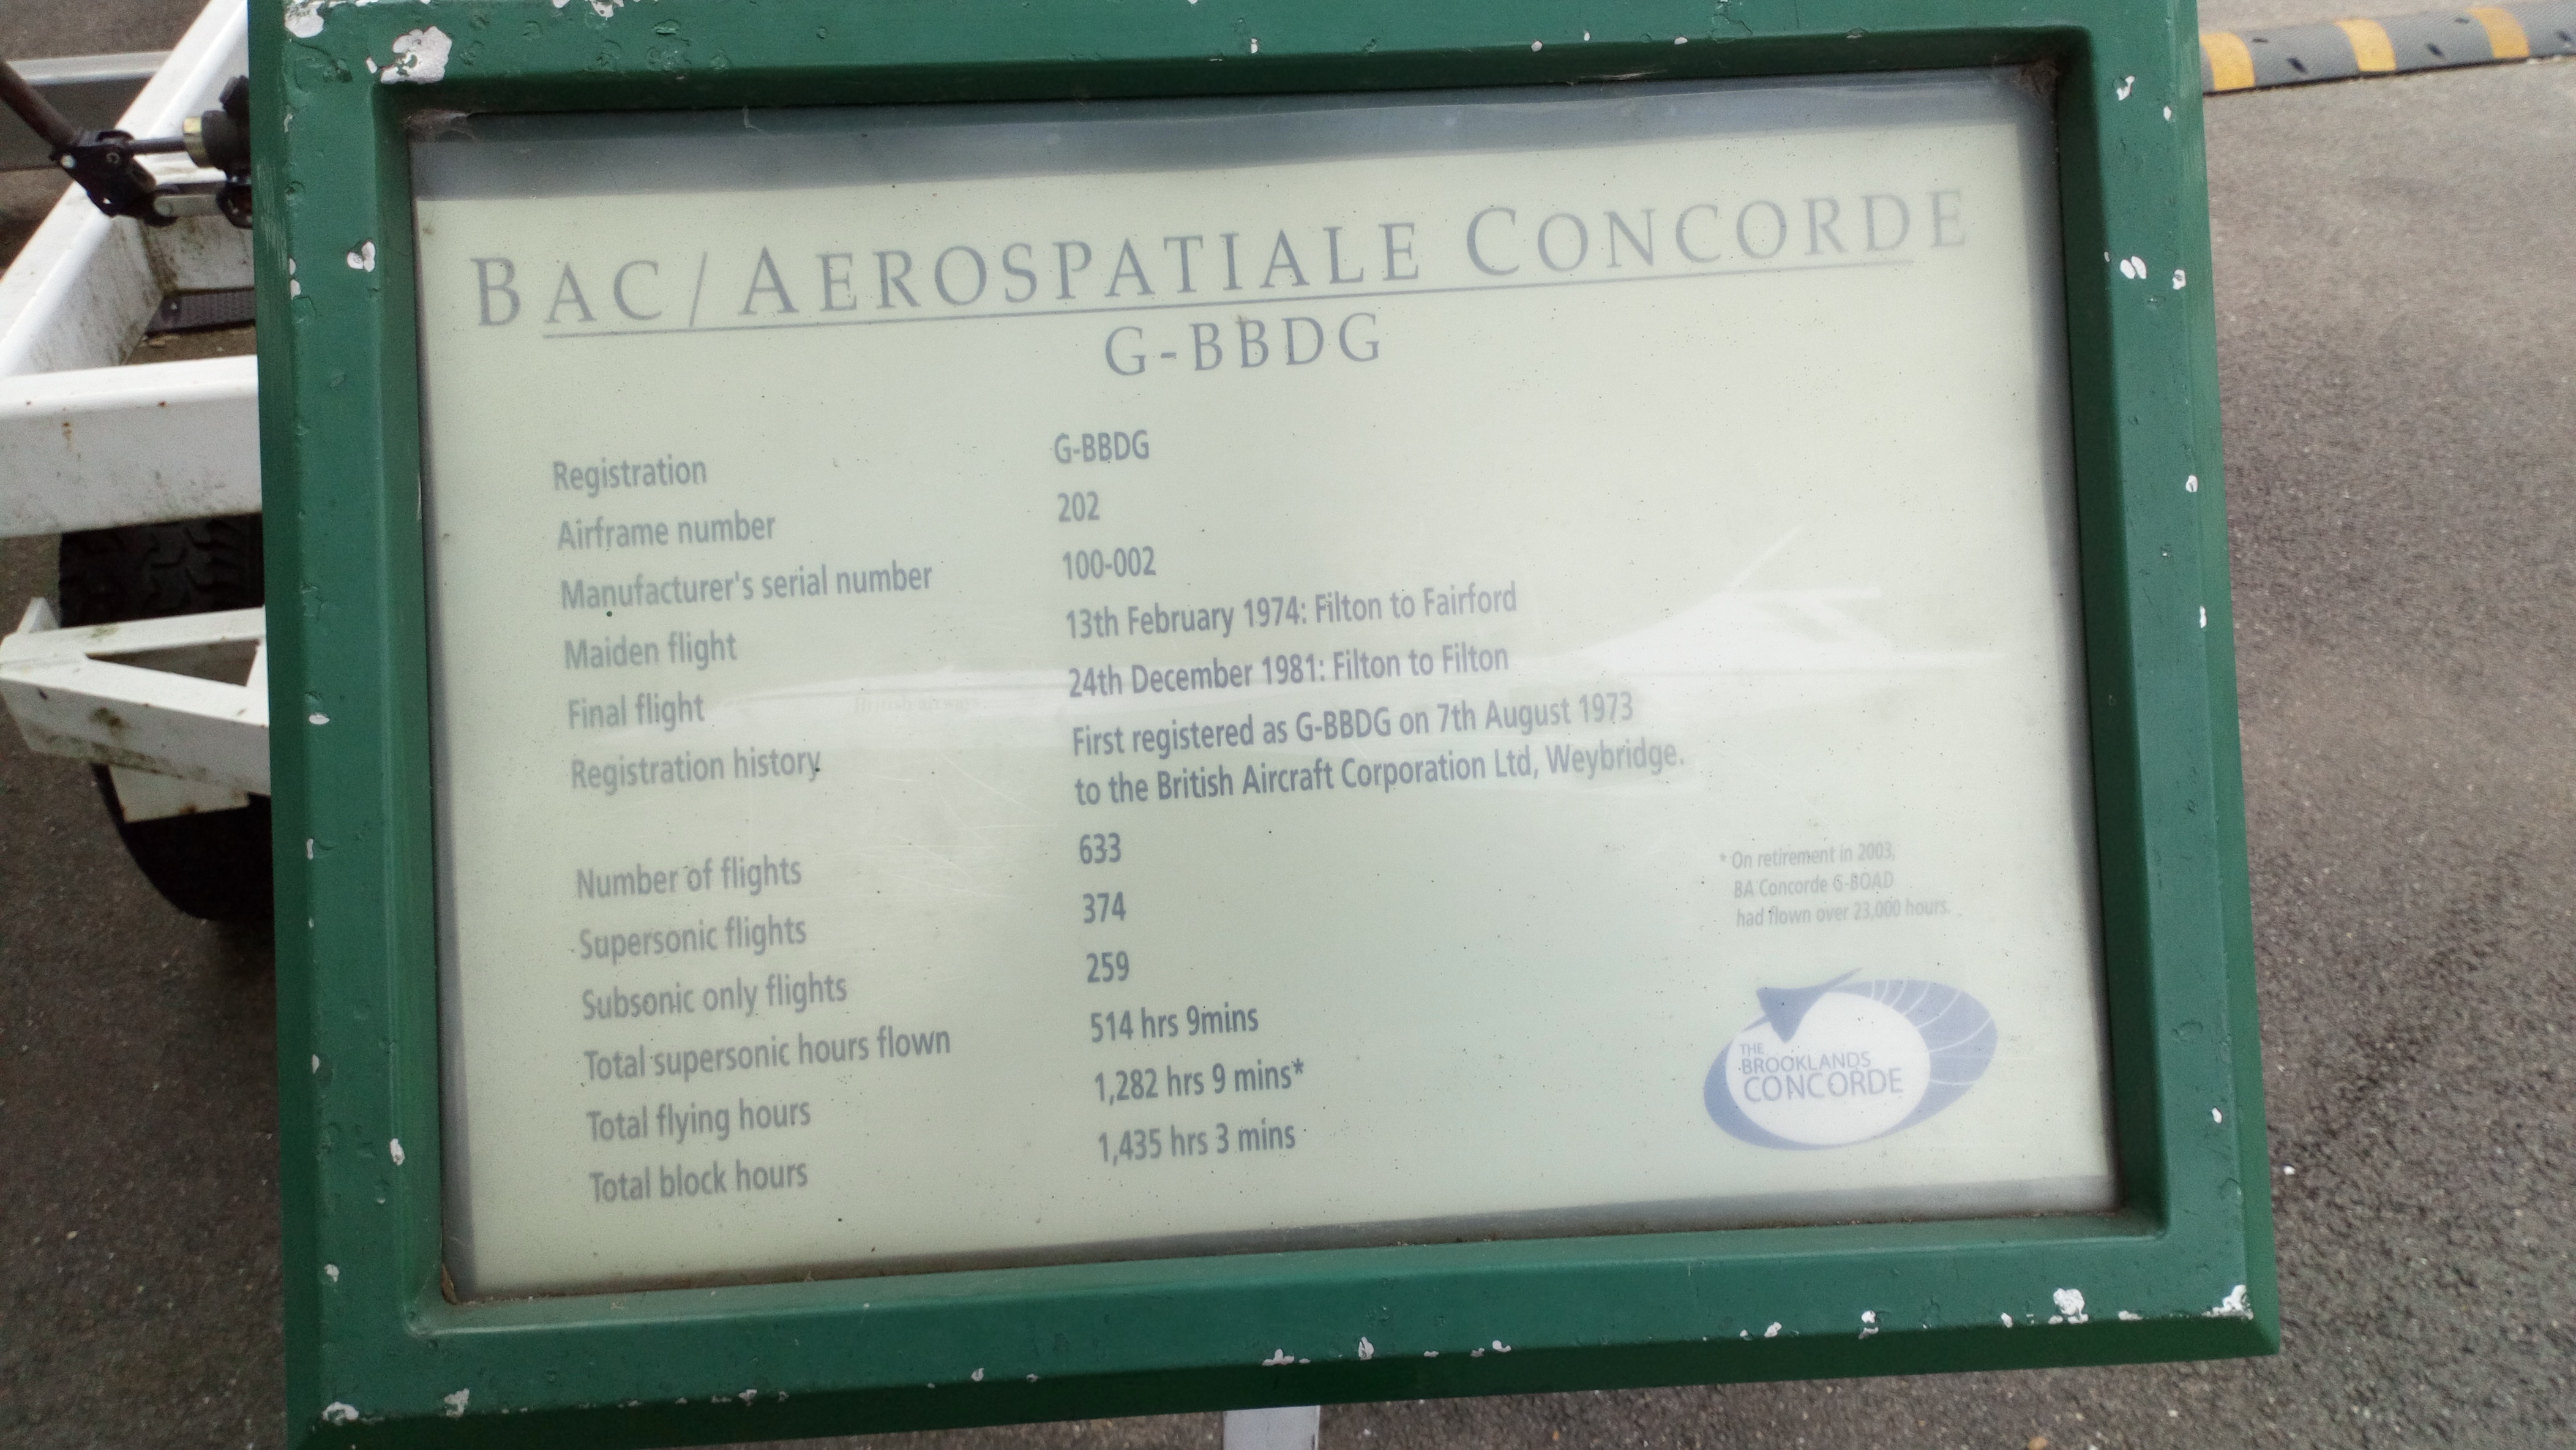 BAC/AEROSPATIALE CONCORDE
G-BBDG
Registration G-BBDG
Airframe number 202
Manufacturer's serial number 100-002
Maiden flight 13th February 1974: Filton to Fairford
Final flight 24th December 1981: Filton to Filton
Registration history First registered as G-BBDG on 7th August 1973
to the British Aircraft Corporation Ltd, Weybridge.
Number of flights 633
Supersonic flights 374
Subsonic only flights 259
Total supersonic hours flown 514 hrs 9mins
Total flying hours 1,282 hrs 9 mins*
Total block hours 1,435 hrs 3 mins
* On retirement in 2003,
BA Concorde G-BOAD
had flown over 23,000 hours.
THE
BROOKLANDS
CONCORDE
British airways